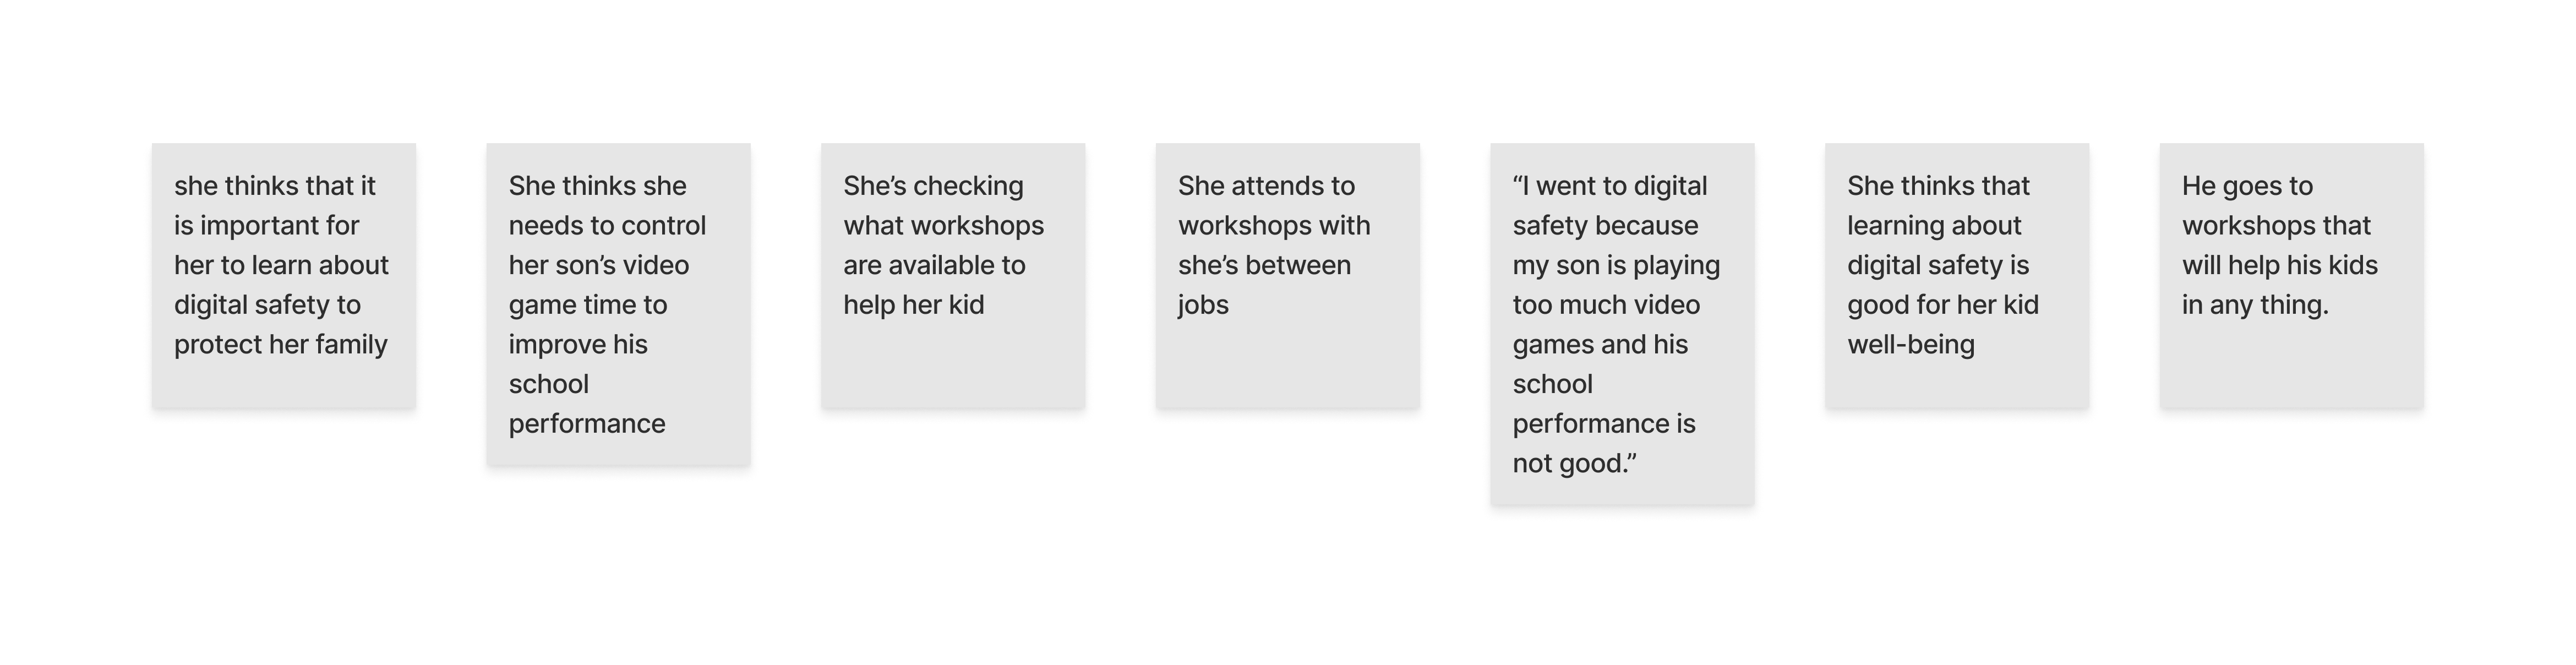 she thinks that it
is important for
her to learn about
digital safety to
protect her family
She thinks she
needs to control
her son’s video
game time to
improve his
school
performance
She’s checking
what workshops
are available to
help her kid
She attends to
workshops with
she’s between
jobs
“I went to digital
safety because
my son is playing
too much video
games and his
school
performance is
not good.”
She thinks that
learning about
digital safety is
good for her kid
well-being
He goes to
workshops that
will help his kids
in any thing.